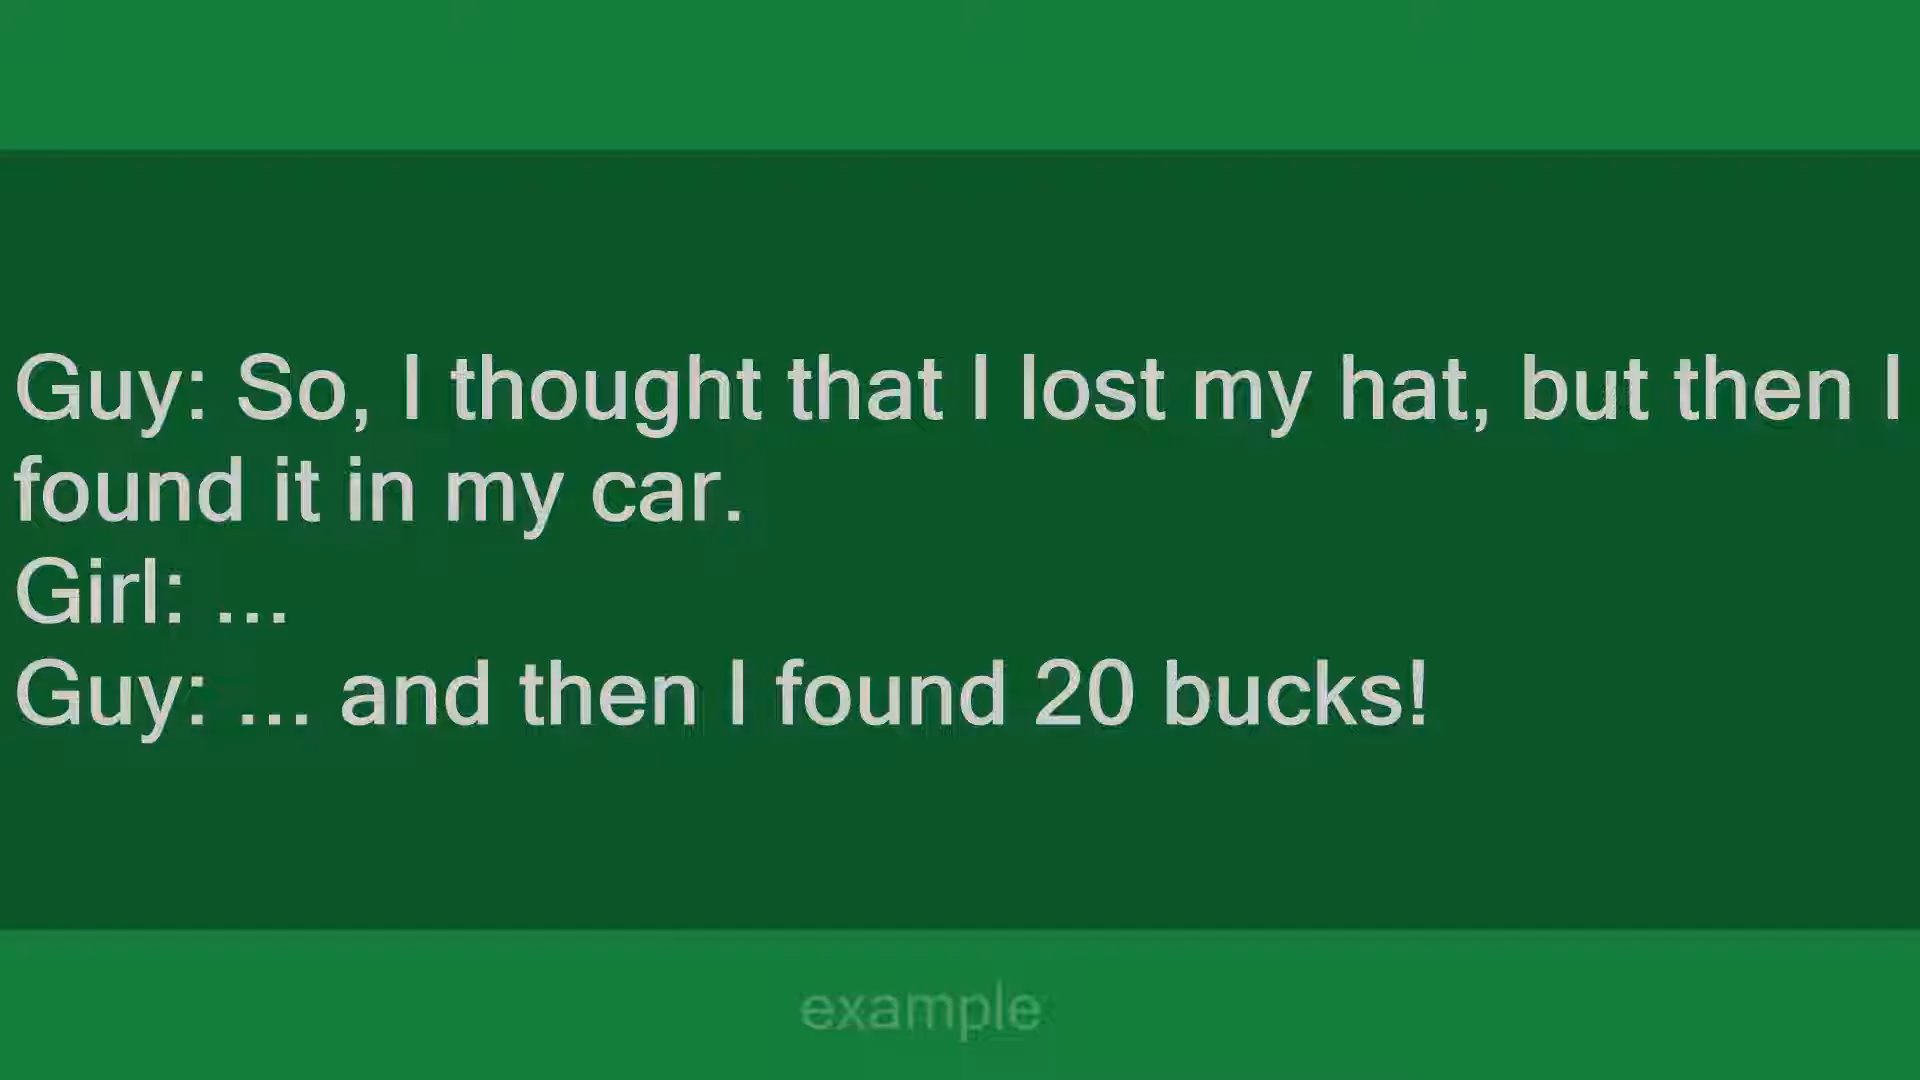 Guy: So, I thought that I lost my hat, but then I
found it in my car.
Girl: ...
Guy: ... and then I found 20 bucks!
example